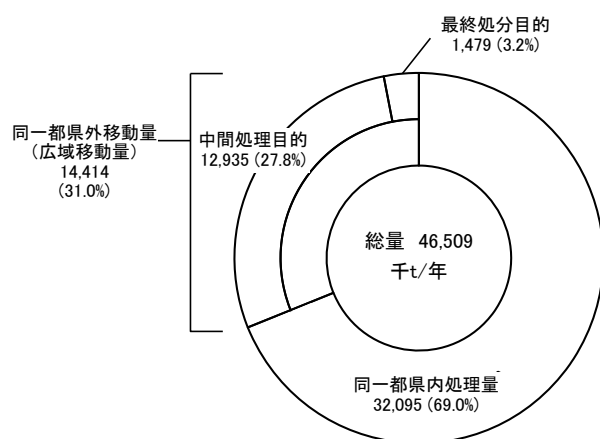 最終処分目的
1,479 (3.2%)
同一都県外移動量
（広域移動量）
14,414
(31.0%)
中間処理目的
12,935 (27.8%)
総量 46,509
千t/年
同一都県内処理量
32,095 (69.0%)